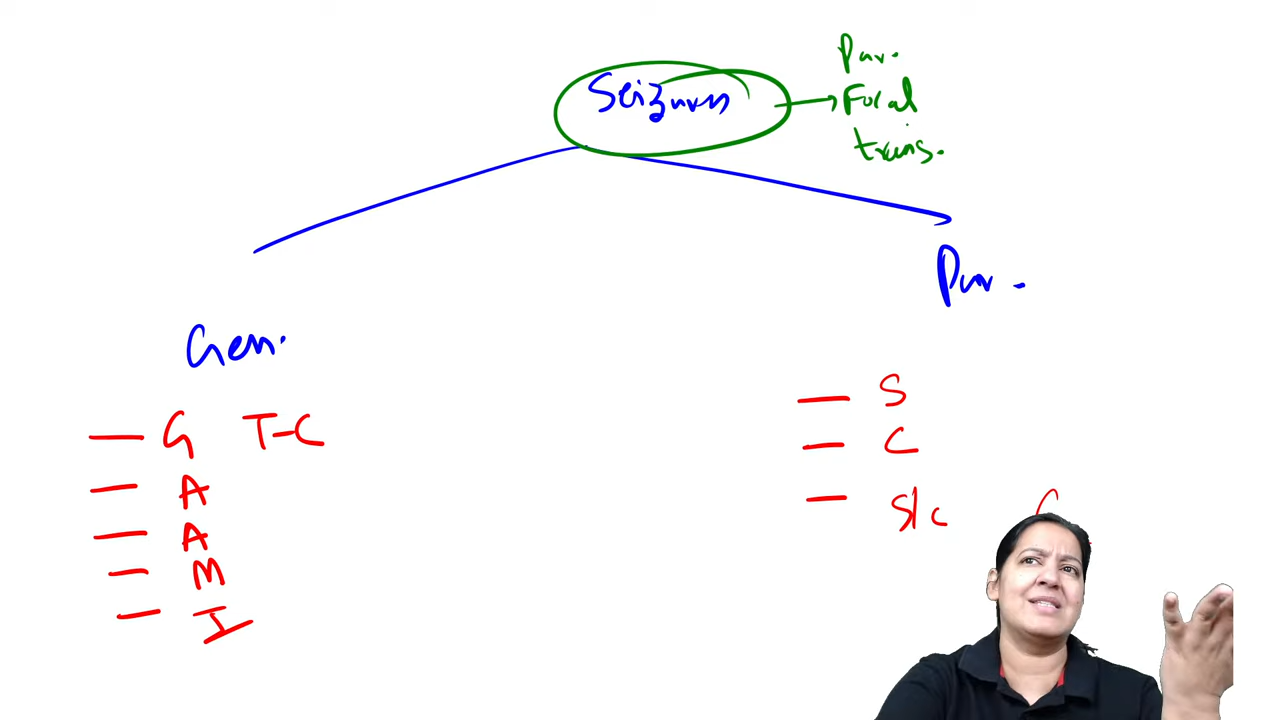 Seizures
Par.
Focal
trans.
Gen.
Par.
— G T-C
— A
— A
— M
— I
— S
— C
— S/c